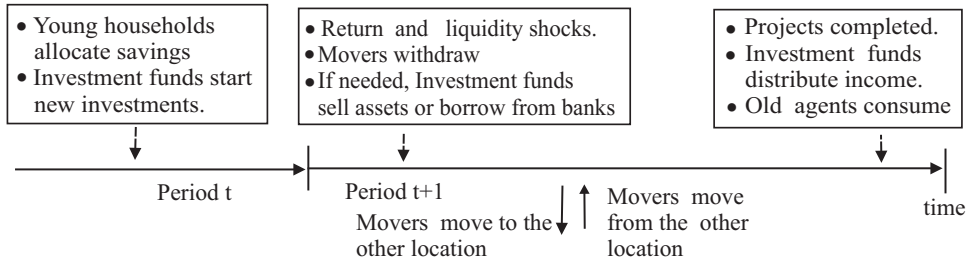 • Young households
allocate savings
• Investment funds start
new investments.
• Return and liquidity shocks.
• Movers withdraw
• If needed, Investment funds
sell assets or borrow from banks
• Projects completed.
• Investment funds
distribute income.
• Old agents consume
Period t
Period t+1
time
Movers move to the
other location
Movers move
from the other
location